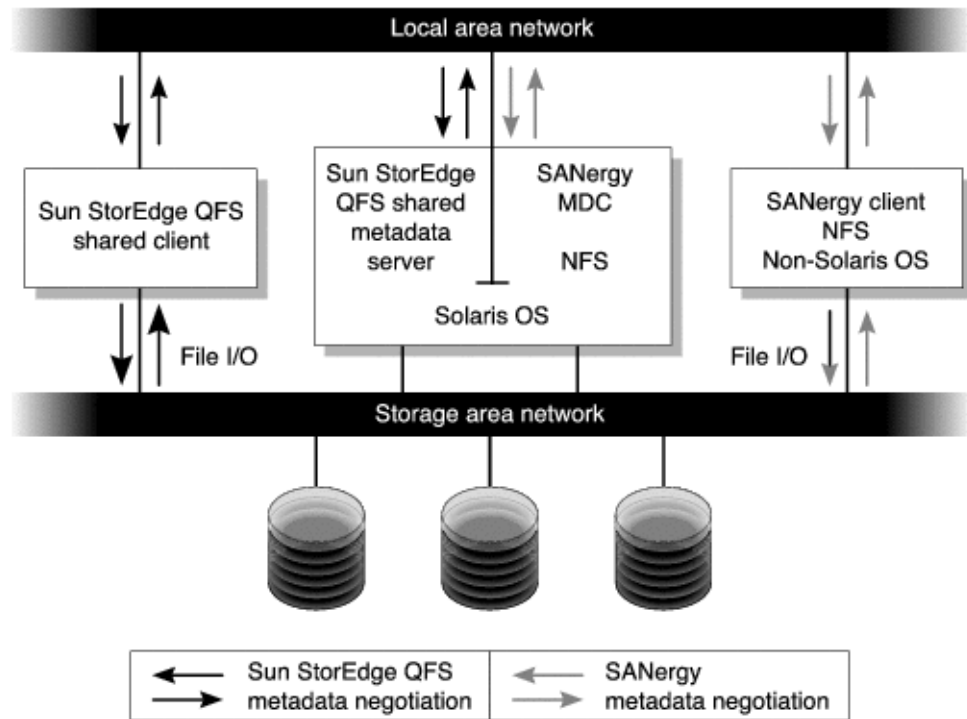 Local area network
Sun StorEdge QFS
shared client
Sun StorEdge
QFS shared
metadata
server
SANergy
MDC
NFS
Solaris OS
SANergy client
NFS
Non-Solaris OS
File I/O
File I/O
Storage area network
Sun StorEdge QFS
metadata negotiation
SANergy
metadata negotiation